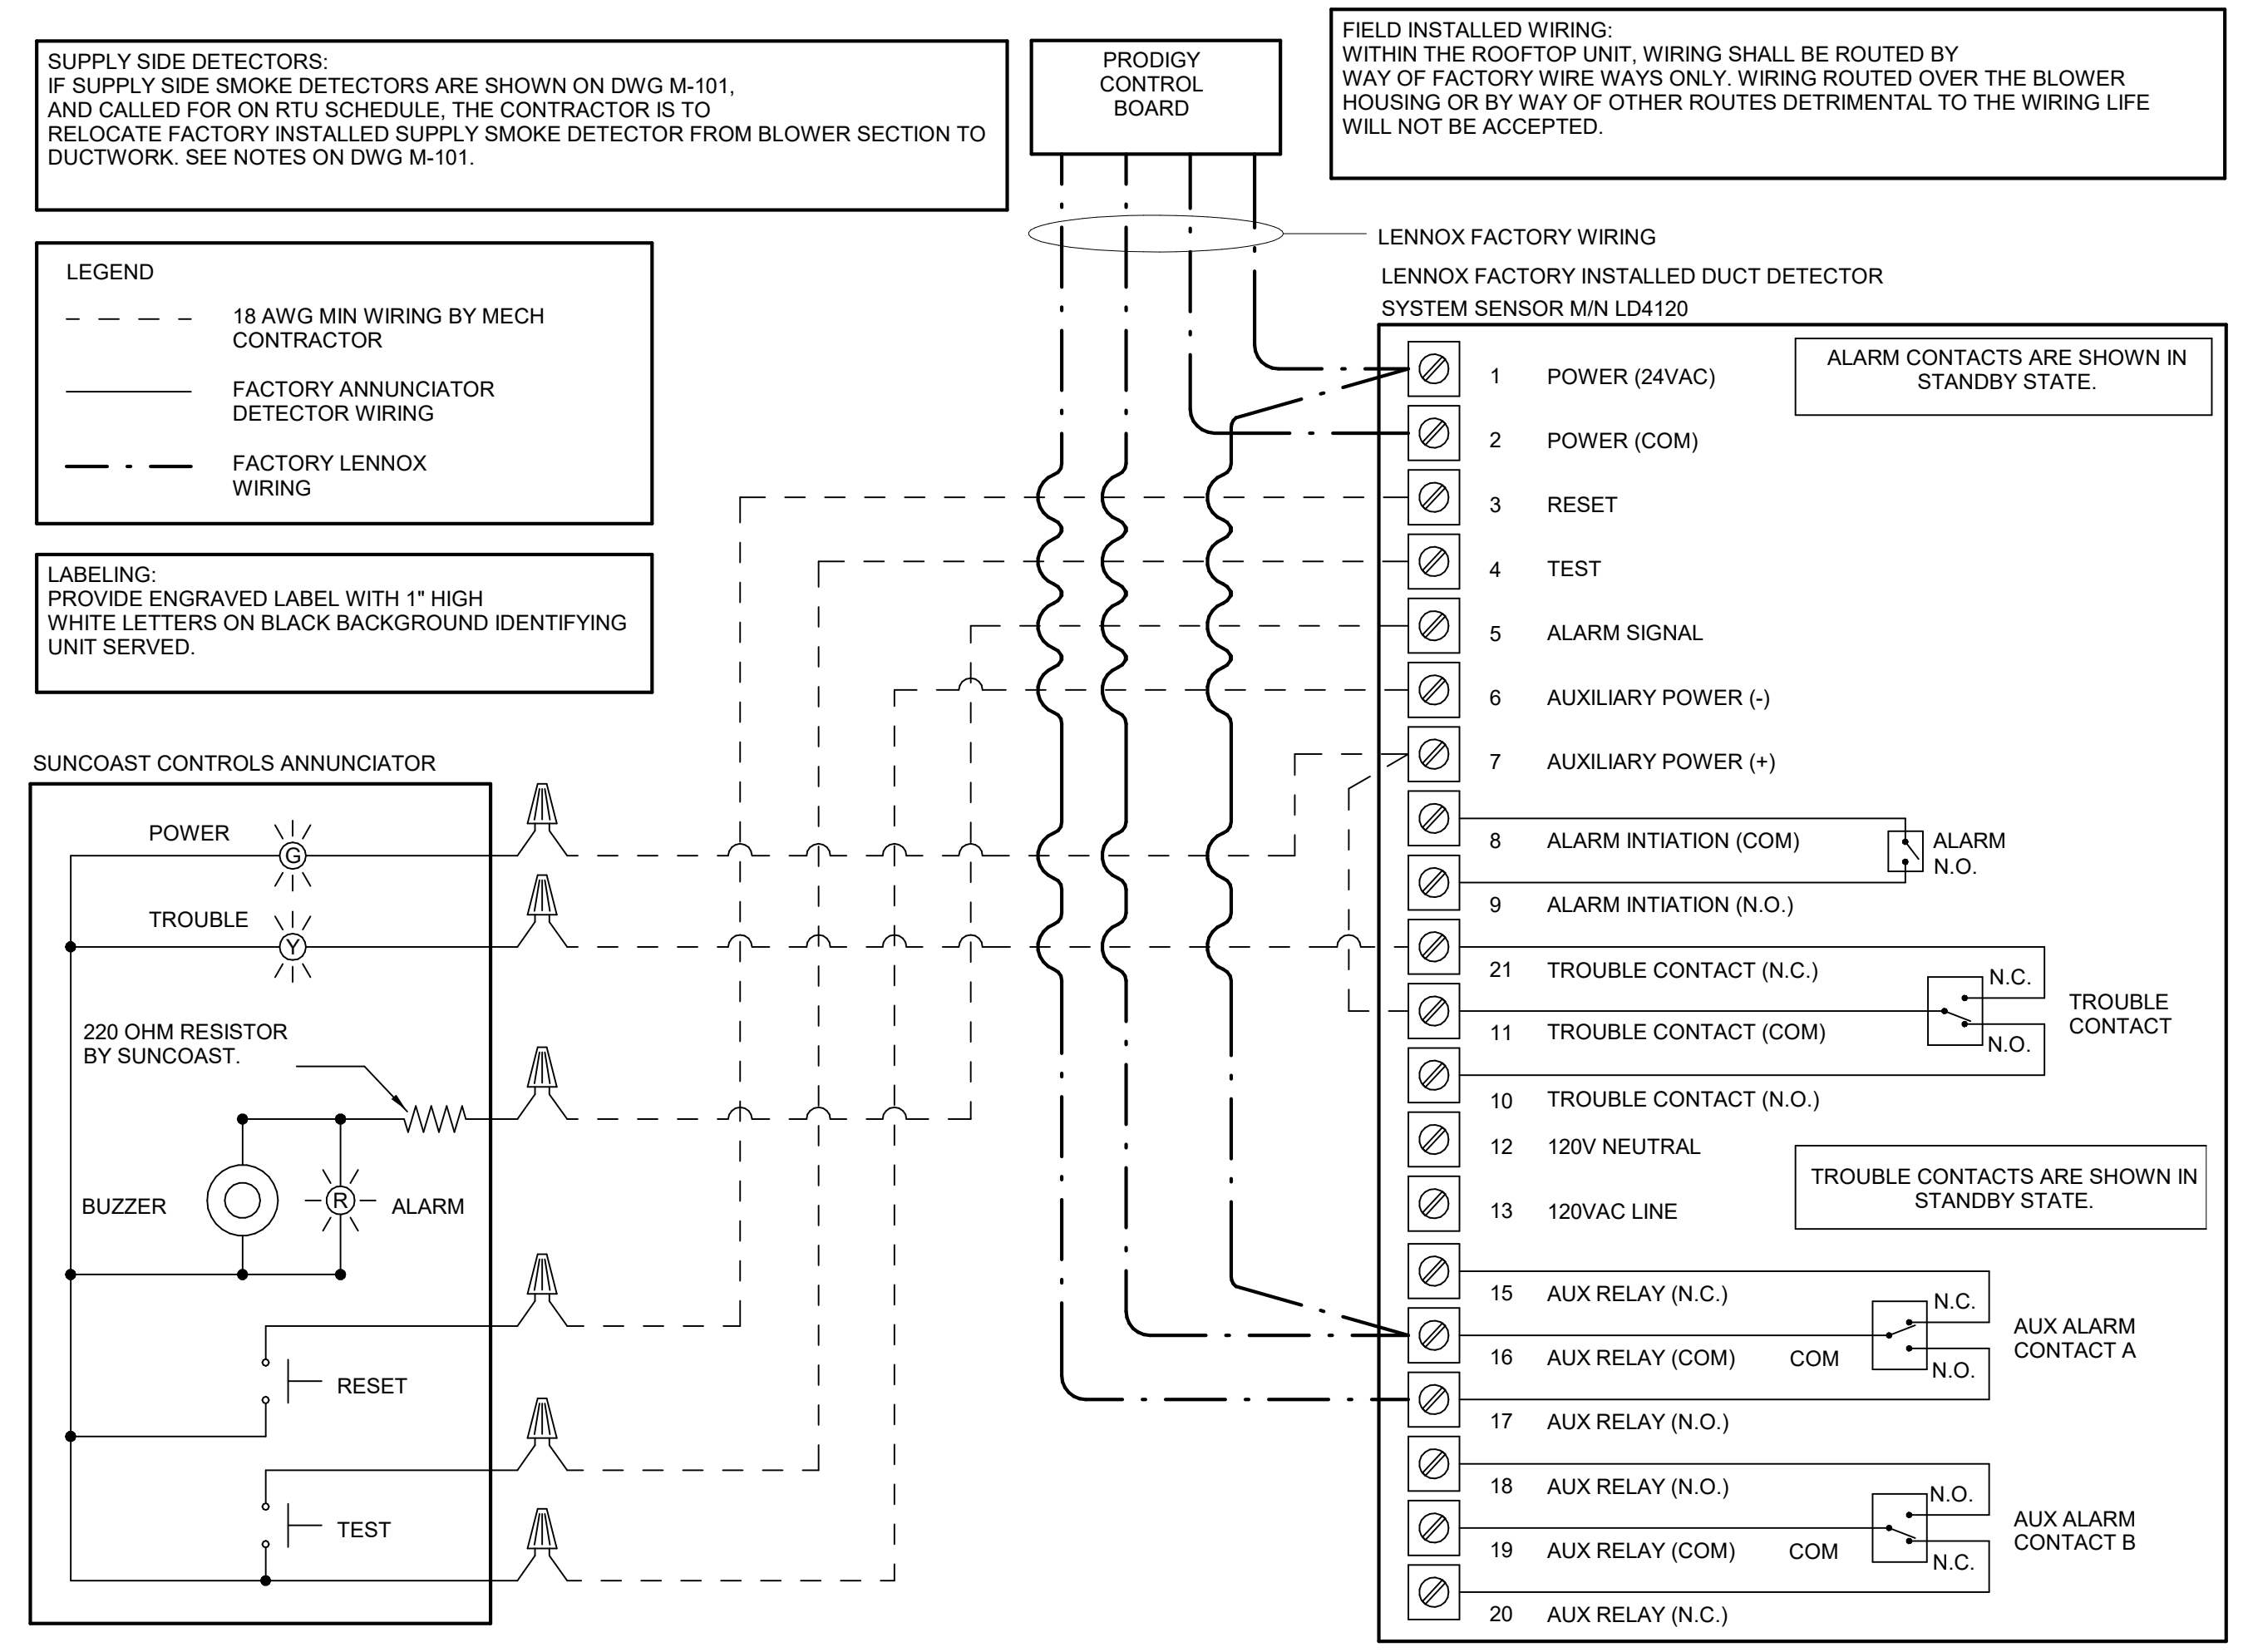 SUPPLY SIDE DETECTORS:
IF SUPPLY SIDE SMOKE DETECTORS ARE SHOWN ON DWG M-101,
AND CALLED FOR ON RTU SCHEDULE, THE CONTRACTOR IS TO
RELOCATE FACTORY INSTALLED SUPPLY SMOKE DETECTOR FROM BLOWER SECTION TO
DUCTWORK. SEE NOTES ON DWG M-101.
PRODIGY
CONTROL
BOARD
FIELD INSTALLED WIRING:
WITHIN THE ROOFTOP UNIT, WIRING SHALL BE ROUTED BY
WAY OF FACTORY WIRE WAYS ONLY. WIRING ROUTED OVER THE BLOWER
HOUSING OR BY WAY OF OTHER ROUTES DETRIMENTAL TO THE WIRING LIFE
WILL NOT BE ACCEPTED.
LEGEND
18 AWG MIN WIRING BY MECH
CONTRACTOR
FACTORY ANNUNCIATOR
DETECTOR WIRING
FACTORY LENNOX
WIRING
LABELING:
PROVIDE ENGRAVED LABEL WITH 1" HIGH
WHITE LETTERS ON BLACK BACKGROUND IDENTIFYING
UNIT SERVED.
SUNCOAST CONTROLS ANNUNCIATOR
POWER
G
TROUBLE
Y
220 OHM RESISTOR
BY SUNCOAST.
BUZZER
R
ALARM
RESET
TEST
LENNOX FACTORY WIRING
LENNOX FACTORY INSTALLED DUCT DETECTOR
SYSTEM SENSOR M/N LD4120
ALARM CONTACTS ARE SHOWN IN
STANDBY STATE.
1 POWER (24VAC)
2 POWER (COM)
3 RESET
4 TEST
5 ALARM SIGNAL
6 AUXILIARY POWER (-)
7 AUXILIARY POWER (+)
8 ALARM INTIATION (COM)
ALARM
N.O.
9 ALARM INTIATION (N.O.)
21 TROUBLE CONTACT (N.C.)
N.C.
TROUBLE
CONTACT
11 TROUBLE CONTACT (COM)
N.O.
10 TROUBLE CONTACT (N.O.)
12 120V NEUTRAL
TROUBLE CONTACTS ARE SHOWN IN
STANDBY STATE.
13 120VAC LINE
15 AUX RELAY (N.C.)
N.C.
AUX ALARM
CONTACT A
16 AUX RELAY (COM) COM
N.O.
17 AUX RELAY (N.O.)
18 AUX RELAY (N.O.)
N.O.
AUX ALARM
CONTACT B
19 AUX RELAY (COM) COM
N.C.
20 AUX RELAY (N.C.)